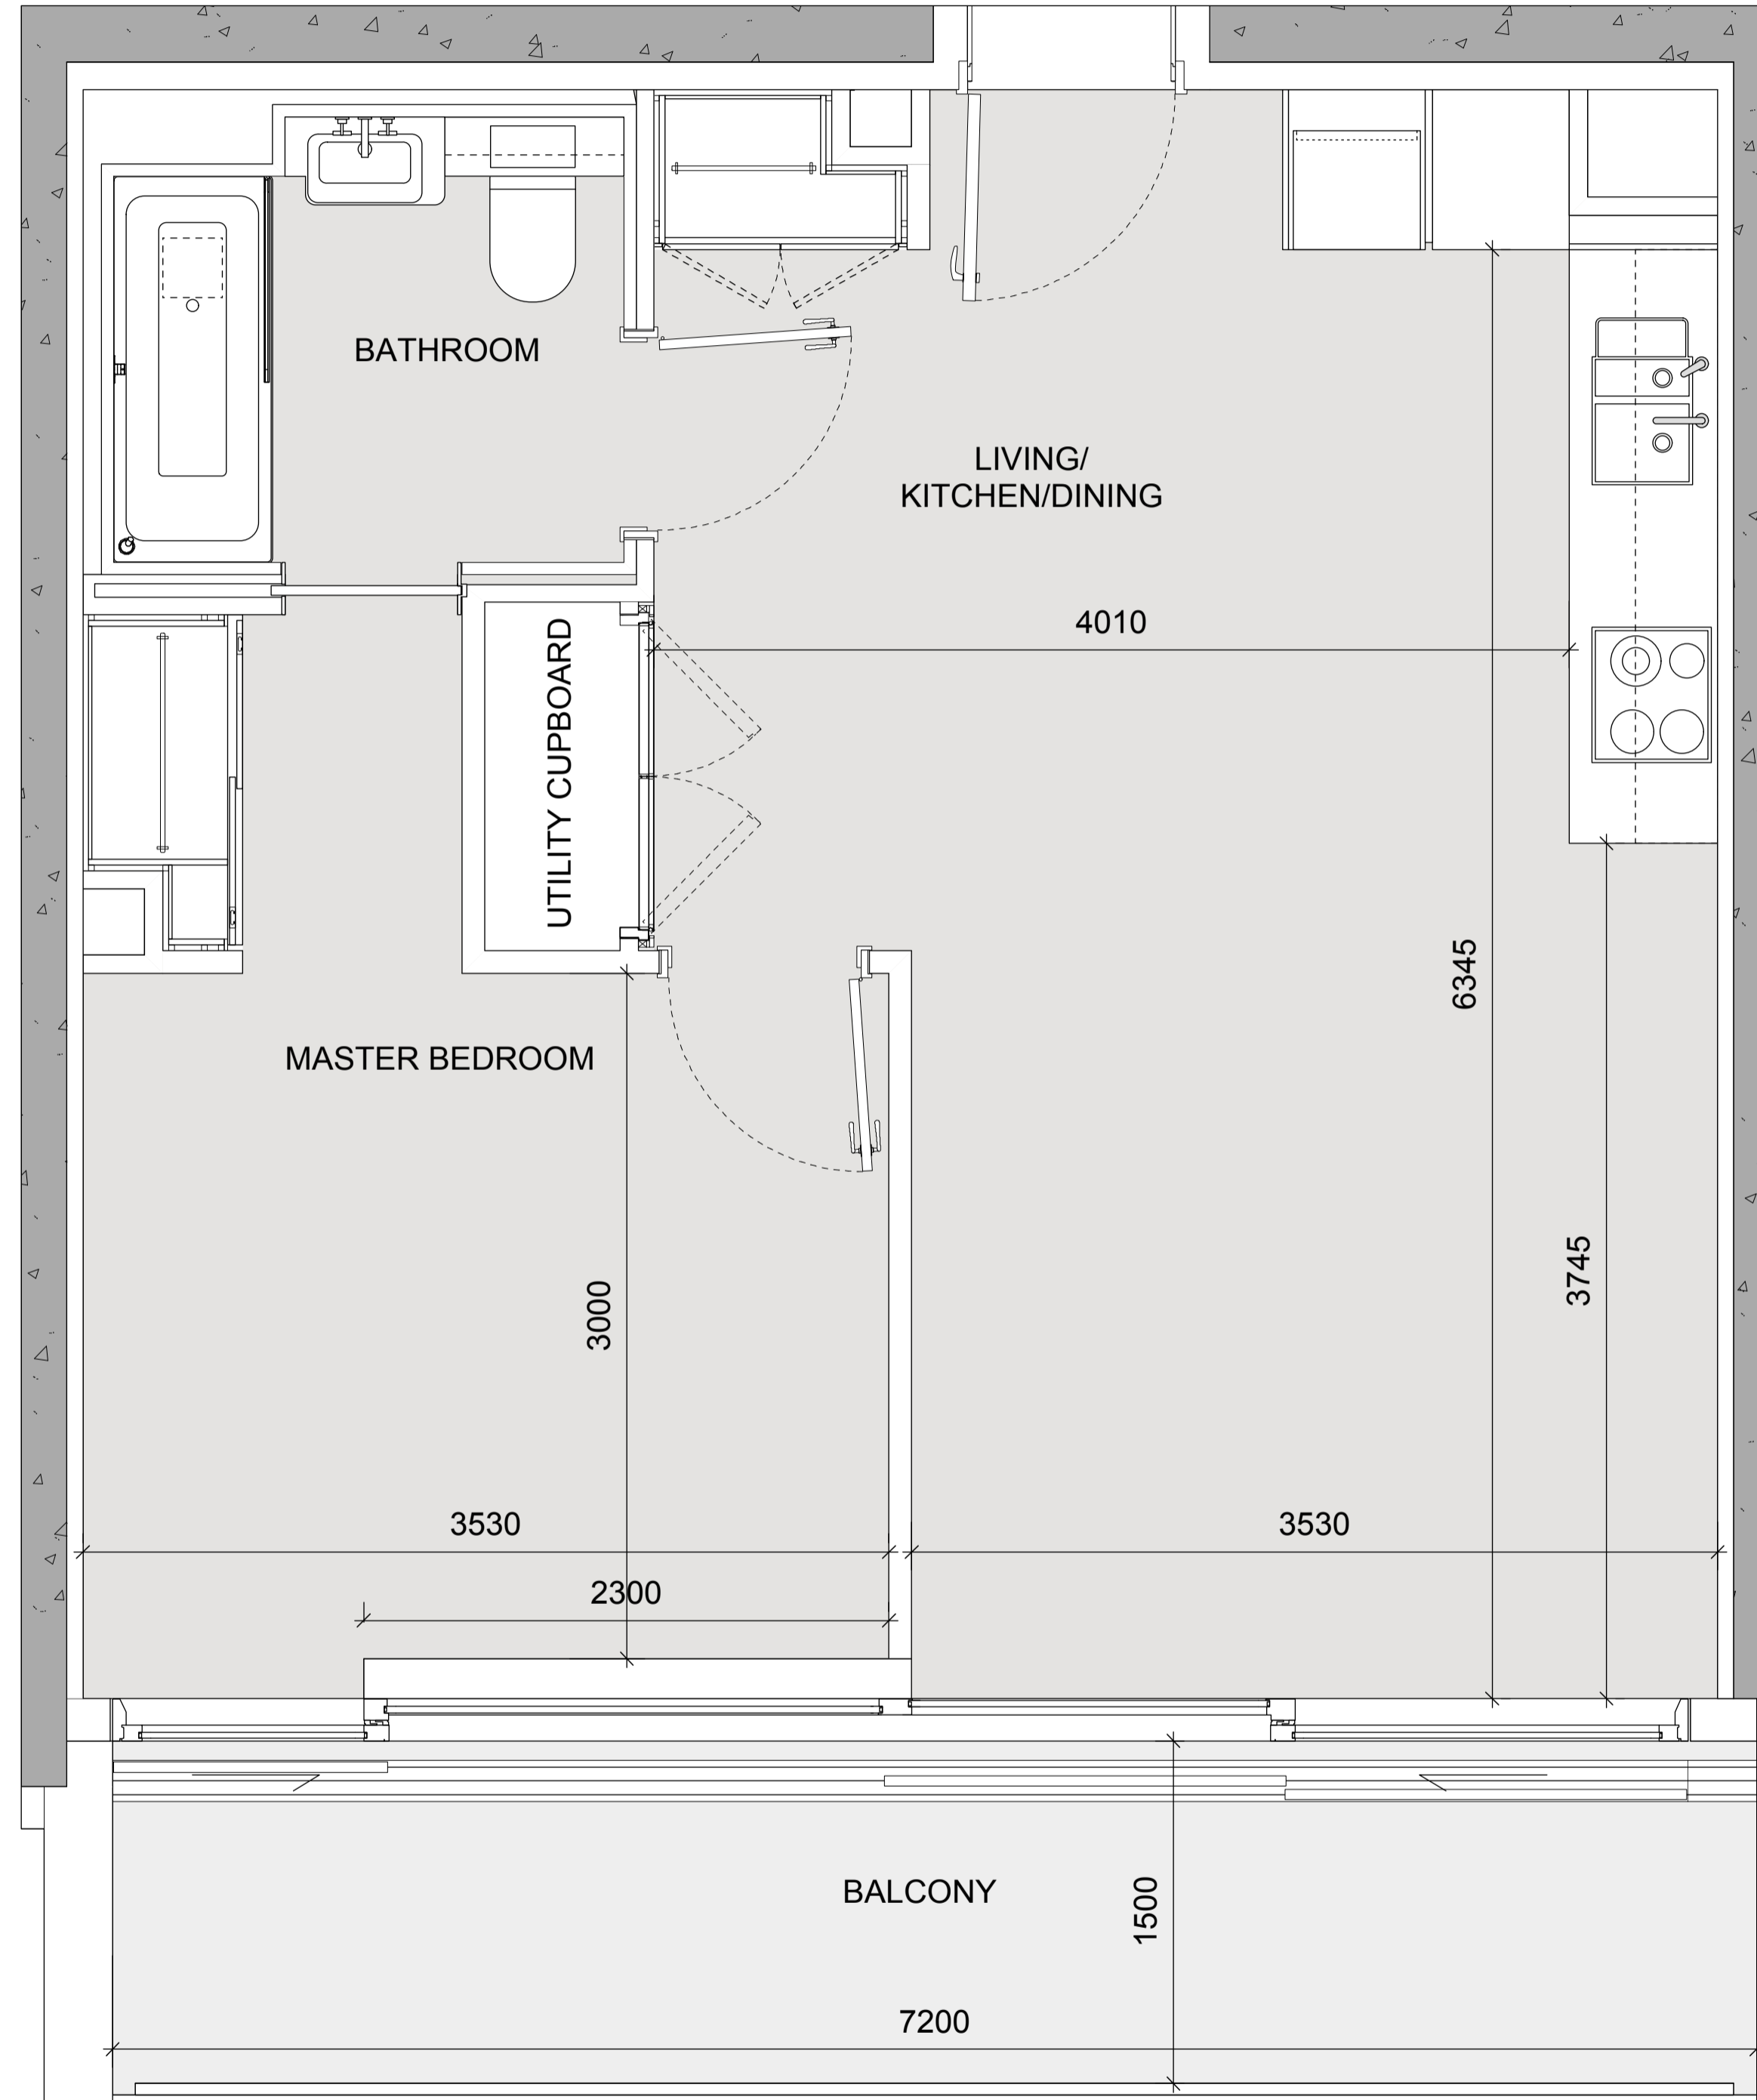 BATHROOM
LIVING/
KITCHEN/DINING
4010
UTILITY CUPBOARD
6345
MASTER BEDROOM
3745
3000
3530
3530
2300
BALCONY
1500
7200